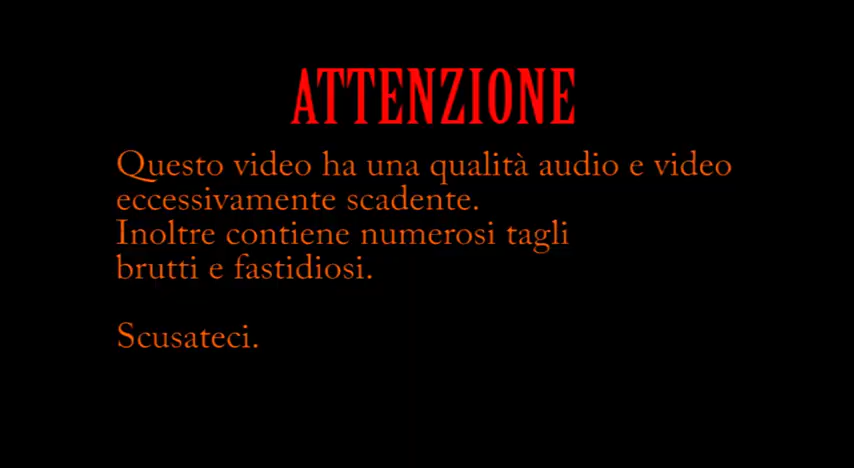 ATTENZIONE
Questo video ha una qualità audio e video
eccessivamente scadente.
Inoltre contiene numerosi tagli
brutti e fastidiosi.
Scusateci.